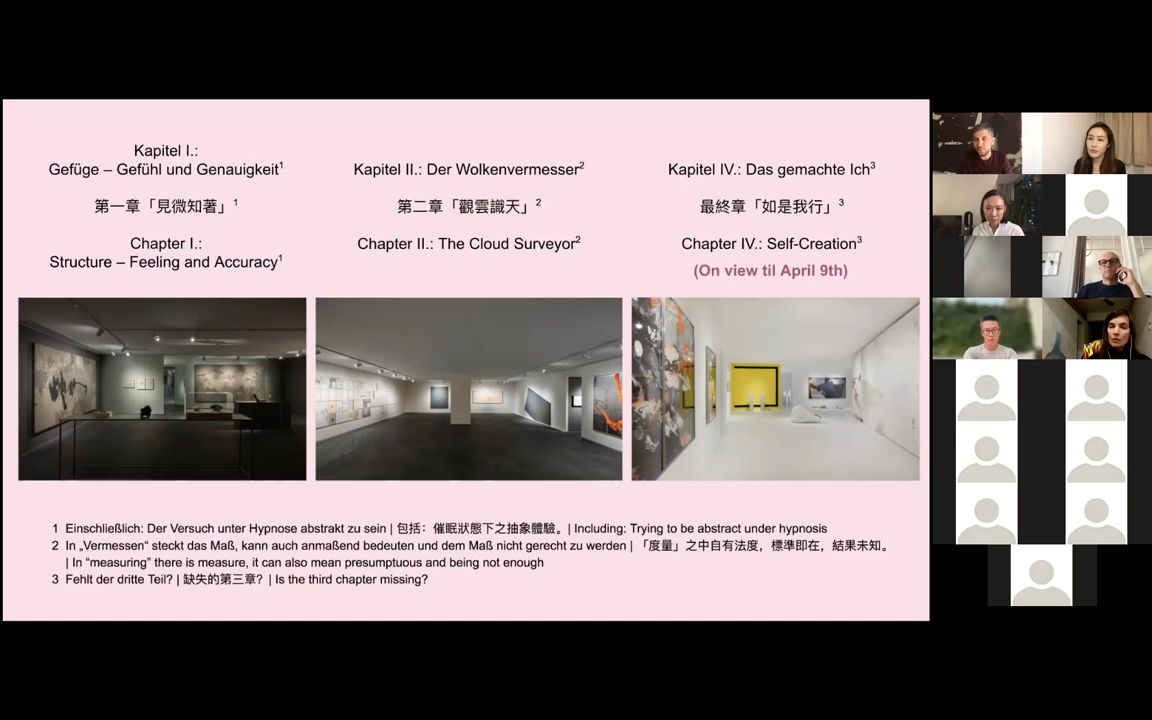 Kapitel I.:
Gefüge – Gefühl und Genauigkeit¹
第一章「見微知著」¹
Chapter I.:
Structure – Feeling and Accuracy¹
Kapitel II.: Der Wolkenvermesser²
第二章「觀雲識天」²
Chapter II.: The Cloud Surveyor²
Kapitel IV.: Das gemachte Ich³
最終章「如是我行」³
Chapter IV.: Self-Creation³
(On view til April 9th)
1 Einschließlich: Der Versuch unter Hypnose abstrakt zu sein | 包括：催眠狀態下之抽象體驗。| Including: Trying to be abstract under hypnosis
2 In „Vermessen“ steckt das Maß, kann auch anmaßend bedeuten und dem Maß nicht gerecht zu werden | 「度量」之中自有法度，標準即在，結果未知。
| In “measuring” there is measure, it can also mean presumptuous and being not enough
3 Fehlt der dritte Teil? | 缺失的第三章？| Is the third chapter missing?